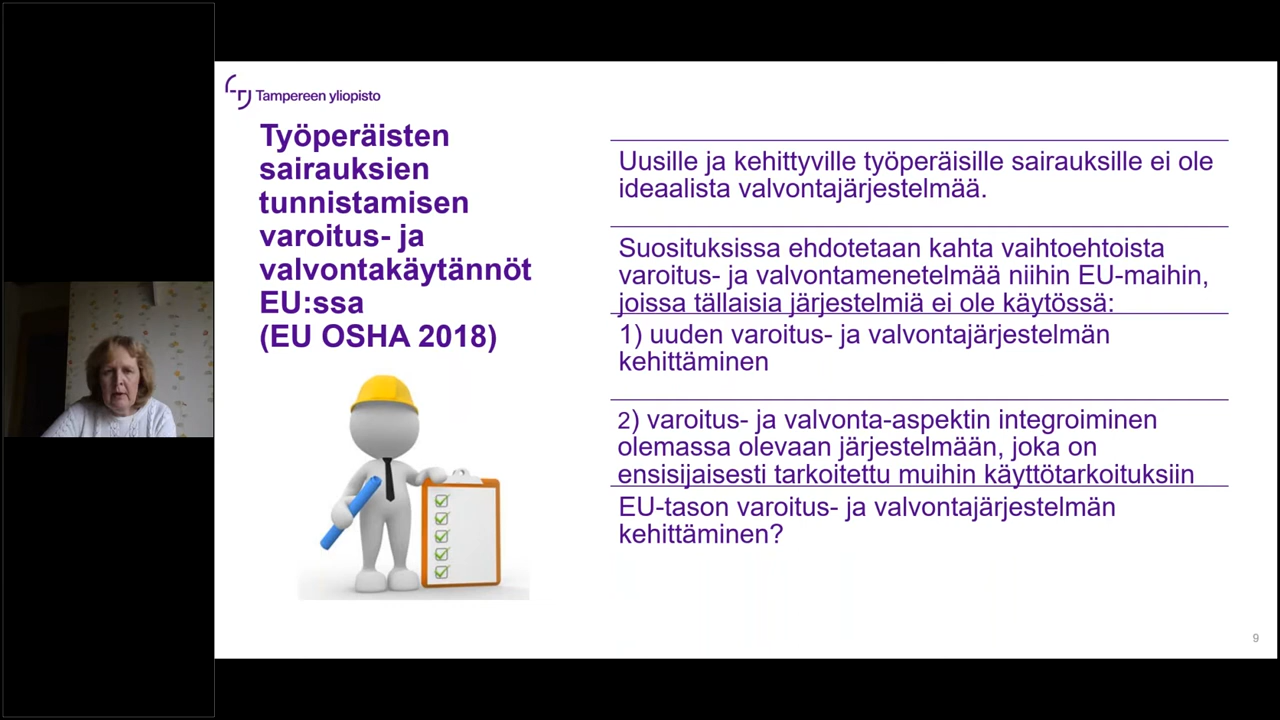 Tampereen yliopisto
Työperäisten
sairauksien
tunnistamisen
varoitus- ja
valvontakäytännöt
EU:ssa
(EU OSHA 2018)
Uusille ja kehittyville työperäisille sairauksille ei ole
ideaalista valvontajärjestelmää.
Suosituksissa ehdotetaan kahta vaihtoehtoista
varoitus- ja valvontamenetelmää niihin EU-maihin,
joissa tällaisia järjestelmiä ei ole käytössä:
1) uuden varoitus- ja valvontajärjestelmän
kehittäminen
2) varoitus- ja valvonta-aspektin integroiminen
olemassa olevaan järjestelmään, joka on
ensisijaisesti tarkoitettu muihin käyttötarkoituksiin
EU-tason varoitus- ja valvontajärjestelmän
kehittäminen?
9